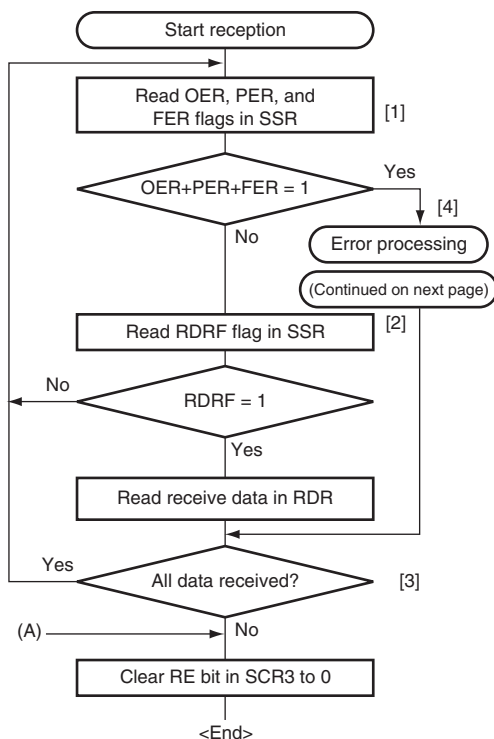 Start reception
Read OER, PER, and
FER flags in SSR
[1]
OER+PER+FER = 1
Yes
[4]
No
Error processing
(Continued on next page)
Read RDRF flag in SSR
[2]
No
RDRF = 1
Yes
Read receive data in RDR
Yes
All data received?
[3]
(A)
No
Clear RE bit in SCR3 to 0
<End>